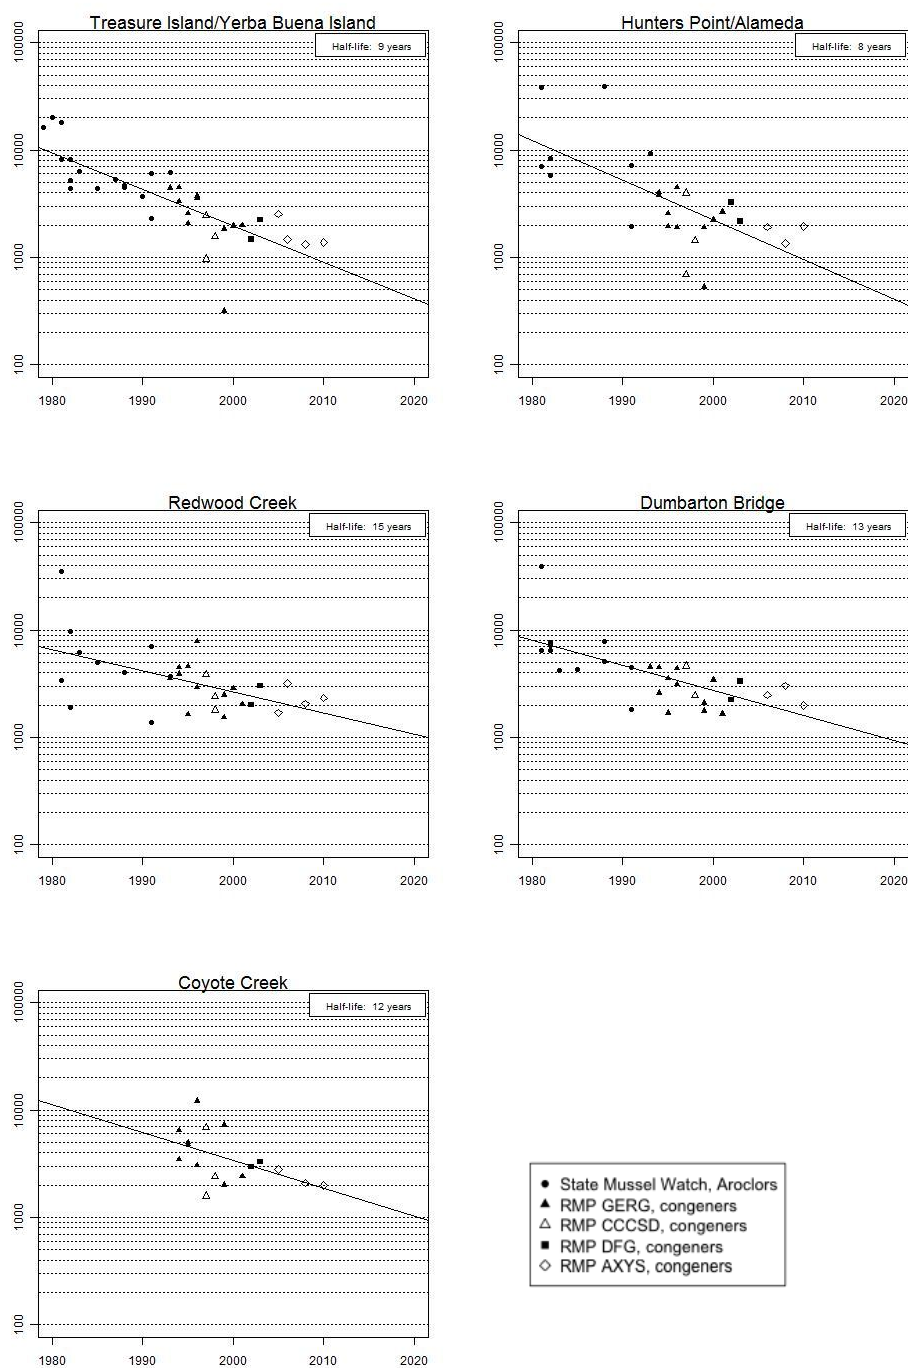 Treasure Island/Yerba Buena Island
Half-life: 9 years
100000
10000
1000
100
1980 1990 2000 2010 2020
Hunters Point/Alameda
Half-life: 8 years
100000
10000
1000
100
1980 1990 2000 2010 2020
Redwood Creek
Half-life: 15 years
100000
10000
1000
100
1980 1990 2000 2010 2020
Dumbarton Bridge
Half-life: 13 years
100000
10000
1000
100
1980 1990 2000 2010 2020
Coyote Creek
Half-life: 12 years
100000
10000
1000
100
1980 1990 2000 2010 2020
State Mussel Watch, Aroclors
RMP GERG, congeners
RMP CCCSD, congeners
RMP DFG, congeners
RMP AXYS, congeners